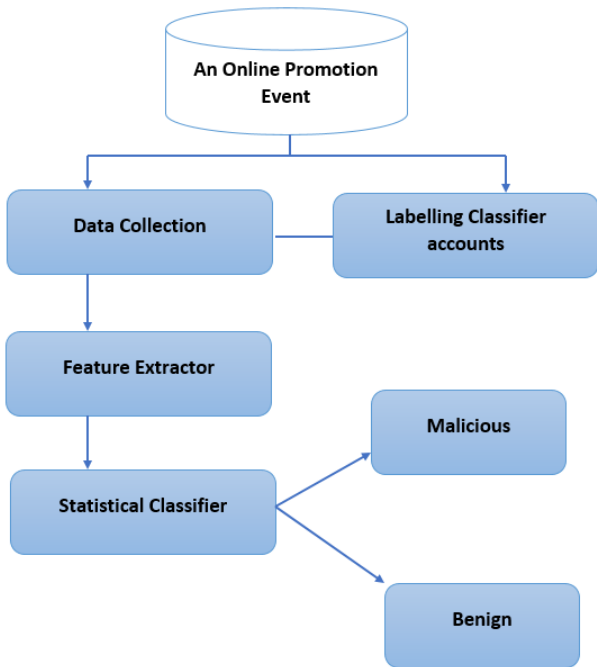 An Online Promotion
Event
Data Collection
Labelling Classifier
accounts
Feature Extractor
Malicious
Statistical Classifier
Benign